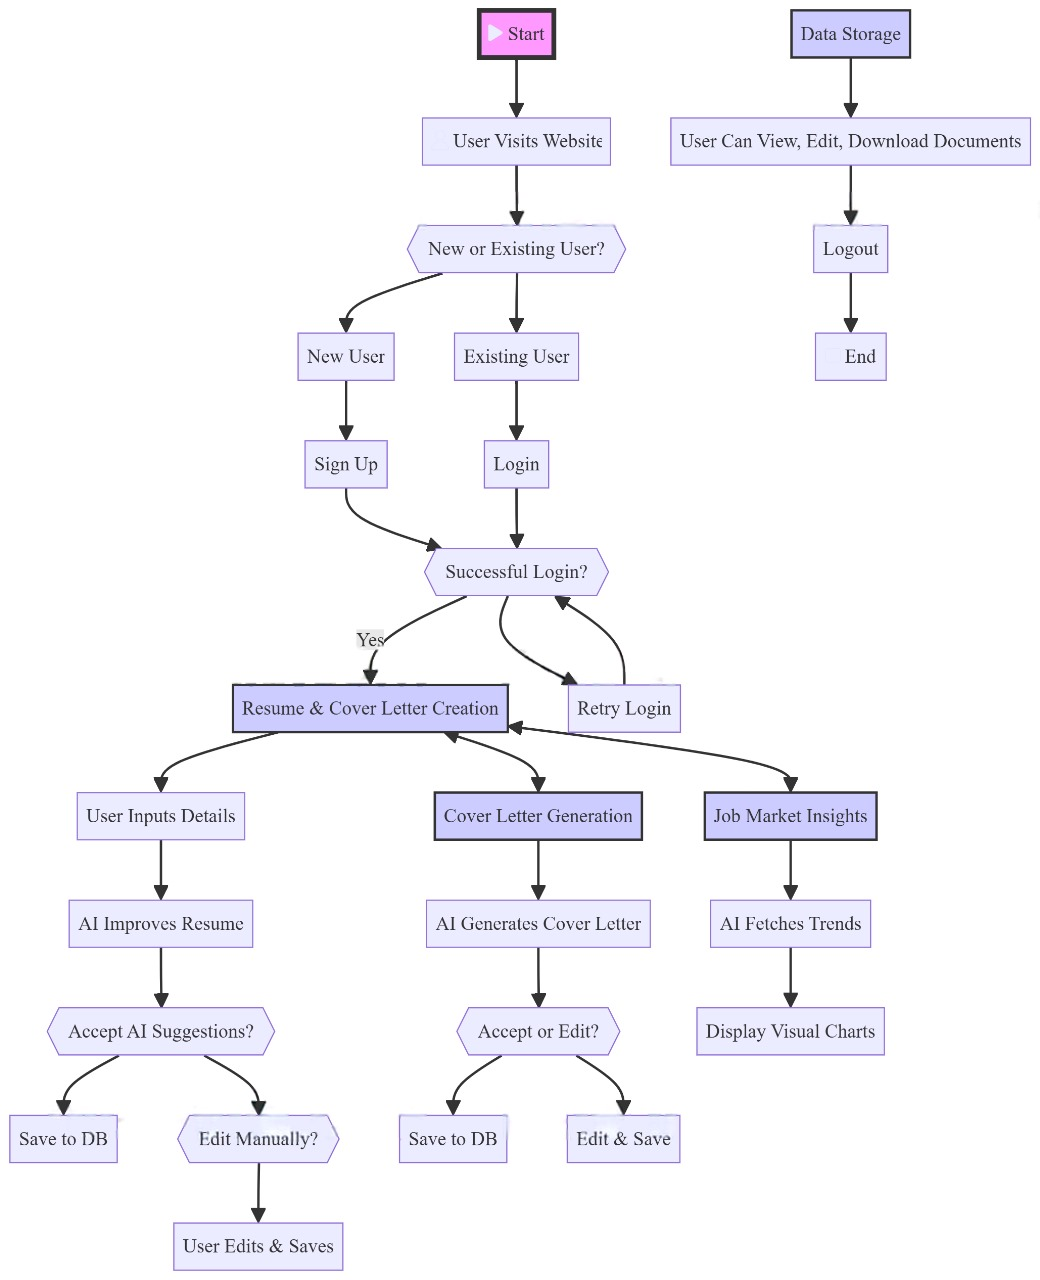 Start
Data Storage
User Visits Website
User Can View, Edit, Download Documents
New or Existing User?
Logout
New User
Existing User
End
Sign Up
Login
Successful Login?
Yes
Resume & Cover Letter Creation
Retry Login
User Inputs Details
Cover Letter Generation
Job Market Insights
AI Improves Resume
AI Generates Cover Letter
AI Fetches Trends
Accept AI Suggestions?
Accept or Edit?
Display Visual Charts
Save to DB
Edit Manually?
Save to DB
Edit & Save
User Edits & Saves